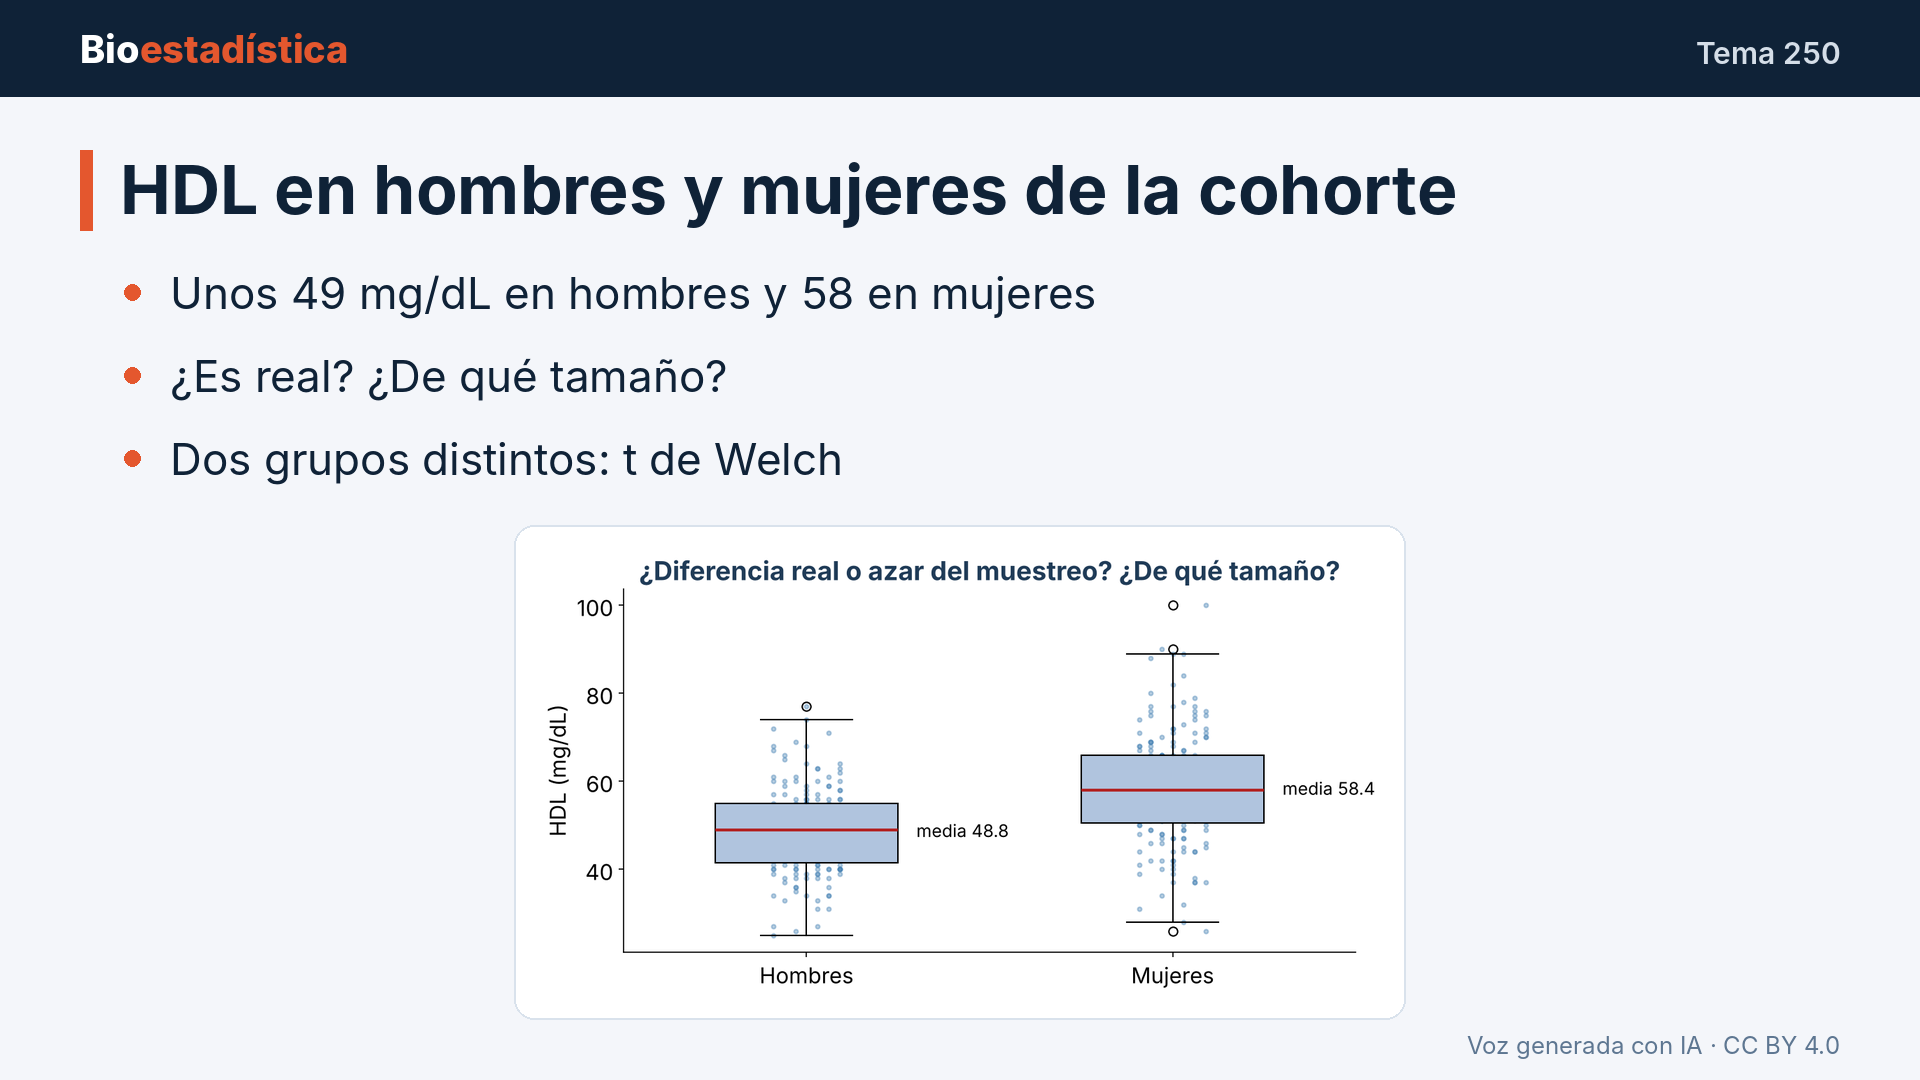 Bioestadística
Tema 250
HDL en hombres y mujeres de la cohorte
Unos 49 mg/dL en hombres y 58 en mujeres
¿Es real? ¿De qué tamaño?
Dos grupos distintos: t de Welch
¿Diferencia real o azar del muestreo? ¿De qué tamaño?
100
80
60
40
HDL (mg/dL)
media 48.8
media 58.4
Hombres
Mujeres
Voz generada con IA · CC BY 4.0